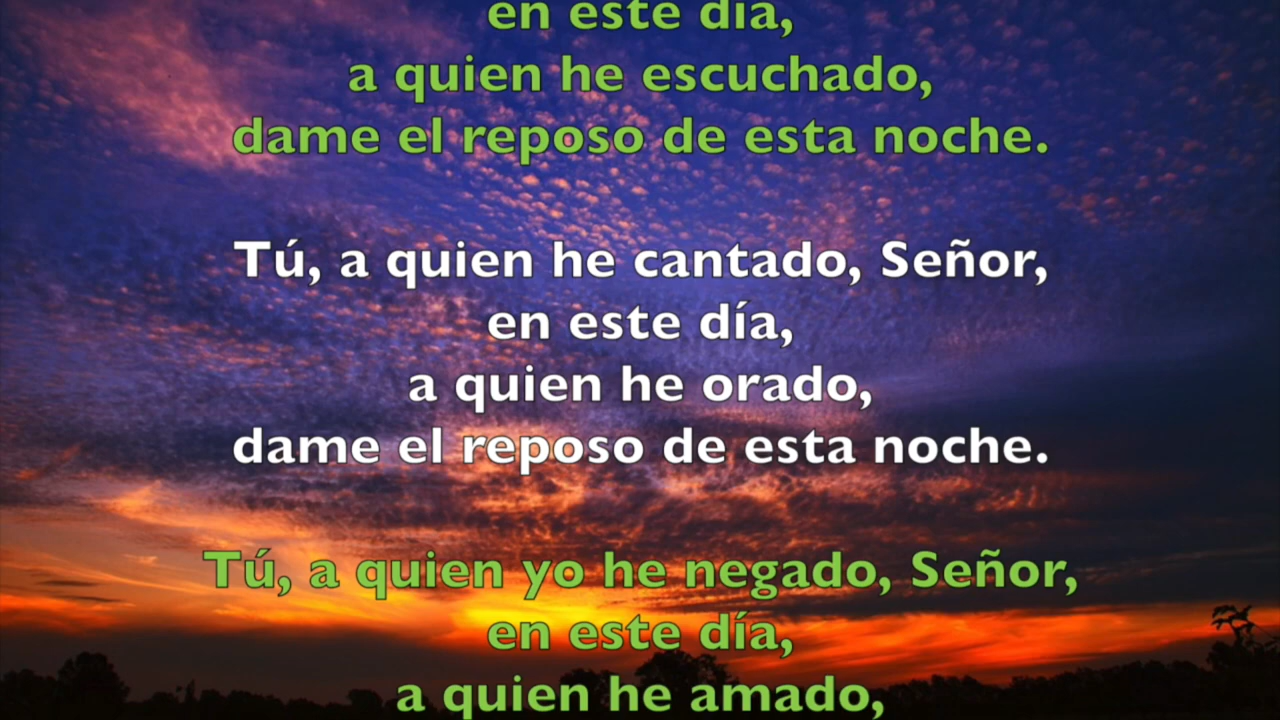 en este día,
a quien he escuchado,
dame el reposo de esta noche.
Tú, a quien he cantado, Señor,
en este día,
a quien he orado,
dame el reposo de esta noche.
Tú, a quien yo he negado, Señor,
en este día,
a quien he amado,